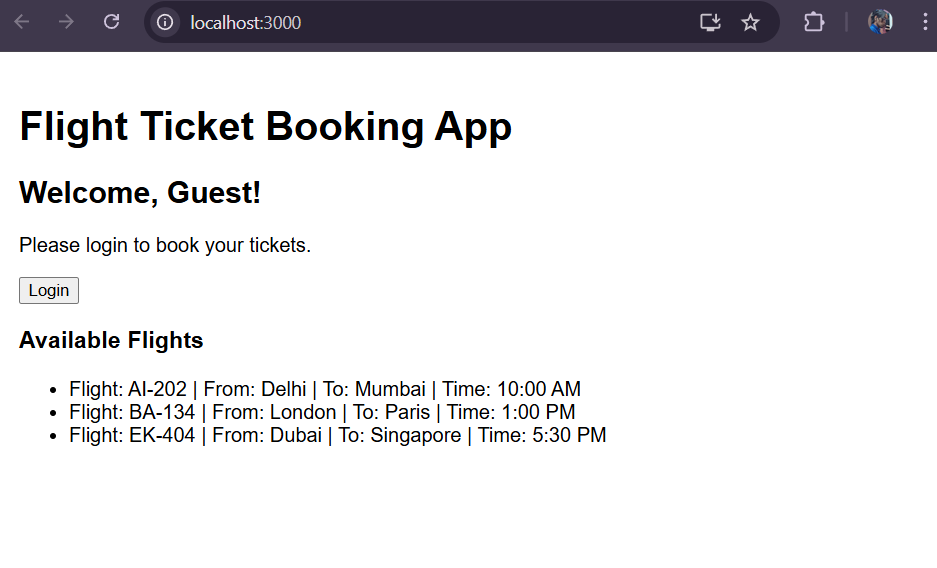 localhost:3000
Flight Ticket Booking App
Welcome, Guest!
Please login to book your tickets.
Login
Available Flights
Flight: AI-202 | From: Delhi | To: Mumbai | Time: 10:00 AM
Flight: BA-134 | From: London | To: Paris | Time: 1:00 PM
Flight: EK-404 | From: Dubai | To: Singapore | Time: 5:30 PM